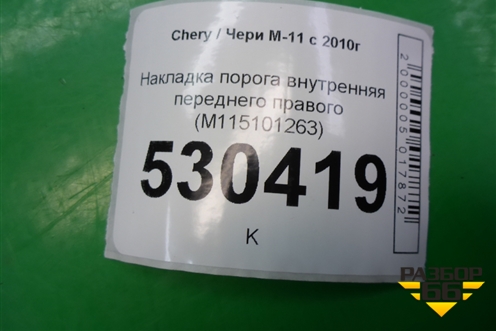 Chery / Чери М-11 с 2010г
Накладка порога внутренняя
переднего правого
(M115101263)
530419
К
2000005017872
РАЗБОР
66